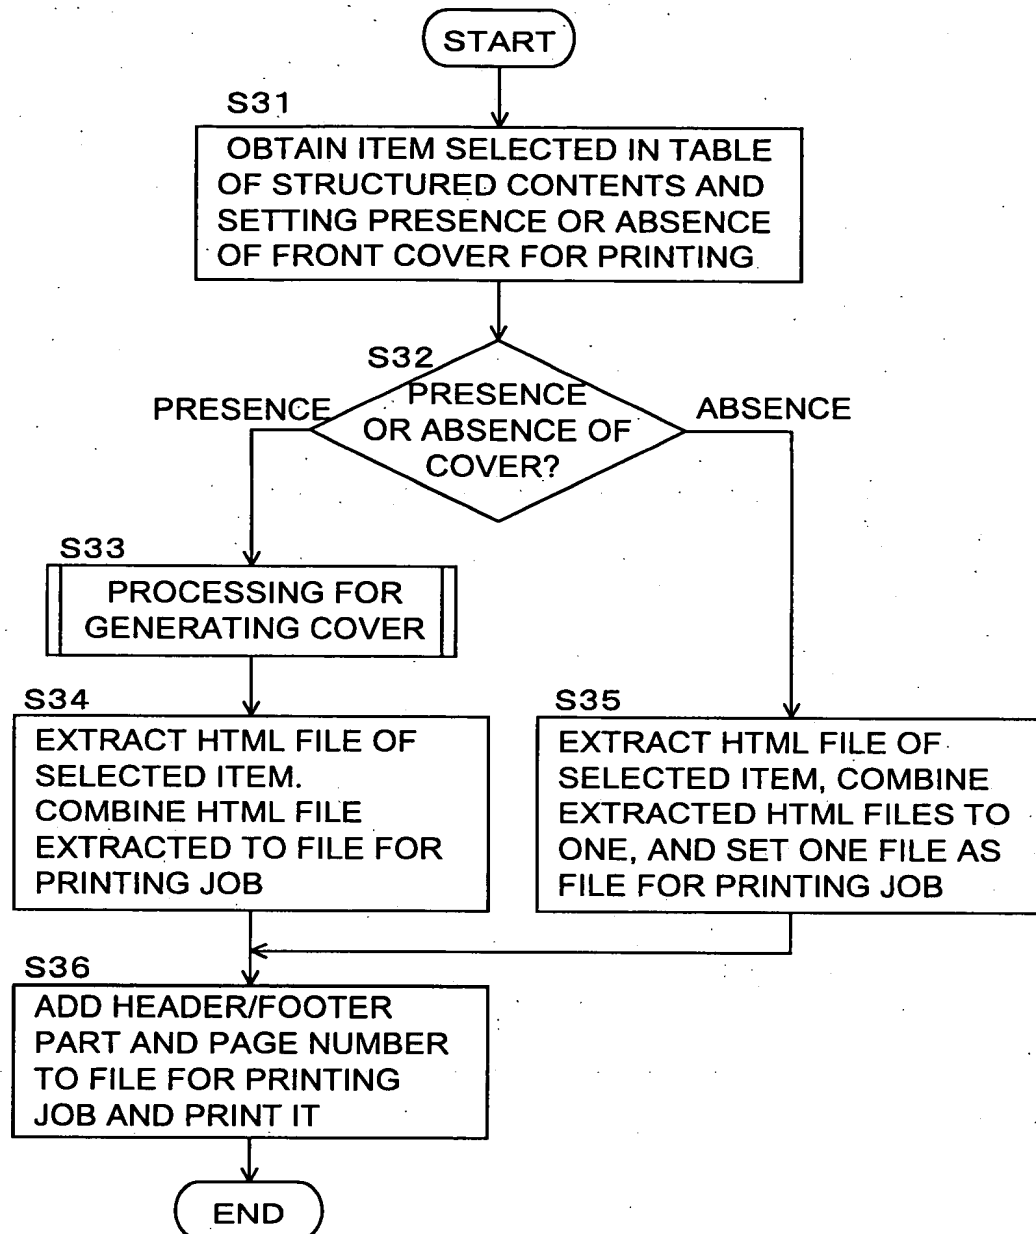 START
S31
OBTAIN ITEM SELECTED IN TABLE
OF STRUCTURED CONTENTS AND
SETTING PRESENCE OR ABSENCE
OF FRONT COVER FOR PRINTING
S32
PRESENCE
OR ABSENCE OF
COVER?
PRESENCE
ABSENCE
S33
PROCESSING FOR
GENERATING COVER
S34
EXTRACT HTML FILE OF
SELECTED ITEM.
COMBINE HTML FILE
EXTRACTED TO FILE FOR
PRINTING JOB
S35
EXTRACT HTML FILE OF
SELECTED ITEM, COMBINE
EXTRACTED HTML FILES TO
ONE, AND SET ONE FILE AS
FILE FOR PRINTING JOB
S36
ADD HEADER/FOOTER
PART AND PAGE NUMBER
TO FILE FOR PRINTING
JOB AND PRINT IT
END